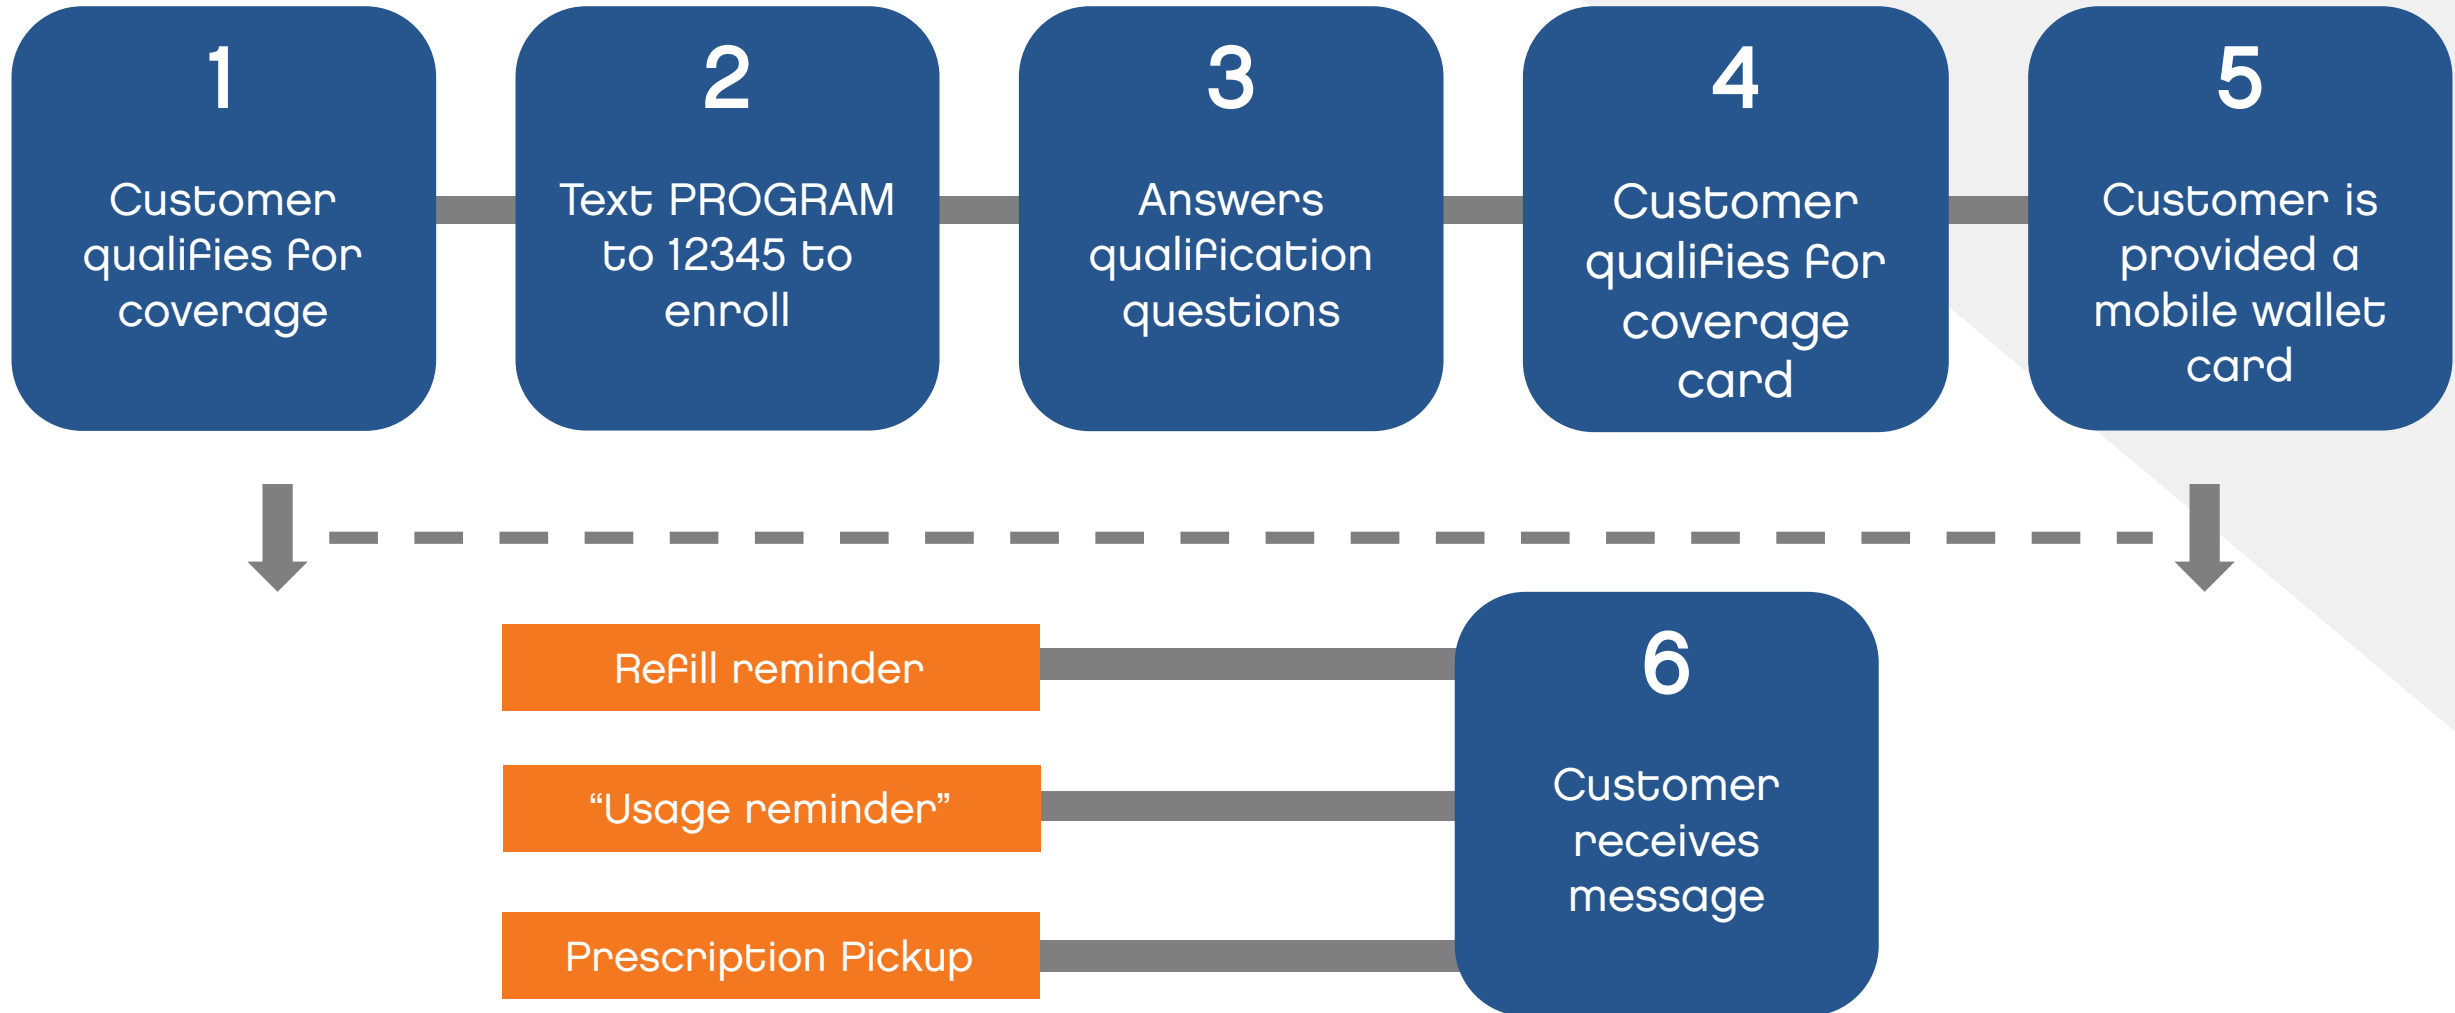 1
Customer
qualifies for
coverage
2
Text PROGRAM
to 12345 to
enroll
3
Answers
qualification
questions
4
Customer
qualifies for
coverage
card
5
Customer is
provided a
mobile wallet
card
Refill reminder
“Usage reminder”
Prescription Pickup
6
Customer
receives
message